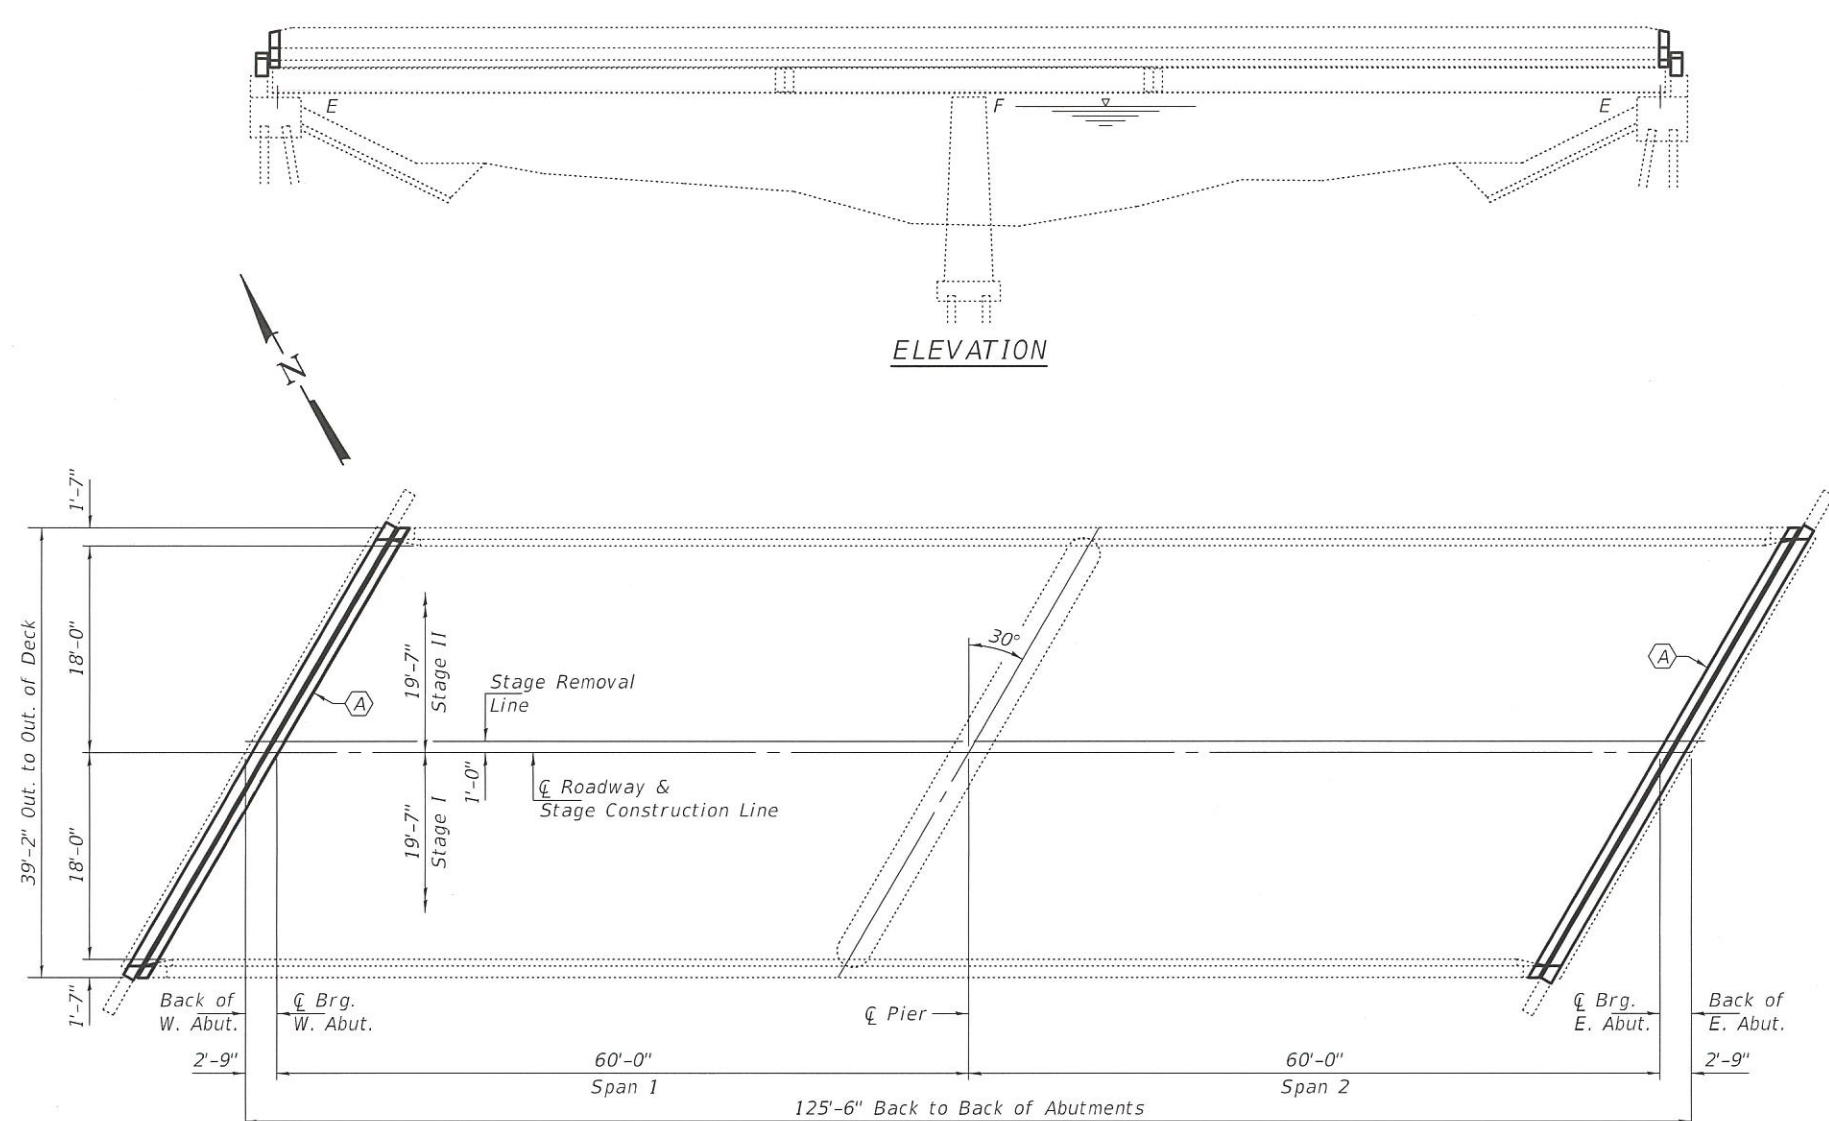 E
F
E
ELEVATION
N
1'-7"
18'-0"
39'-2" Out. to Out. of Deck
18'-0"
1'-7"
19'-7"
Stage II
19'-7"
Stage I
A
Stage Removal
Line
1'-0"
℄ Roadway &
Stage Construction Line
30°
A
Back of
W. Abut.
℄ Brg.
W. Abut.
℄ Pier
℄ Brg.
E. Abut.
Back of
E. Abut.
2'-9"
60'-0"
Span 1
60'-0"
Span 2
2'-9"
125'-6" Back to Back of Abutments